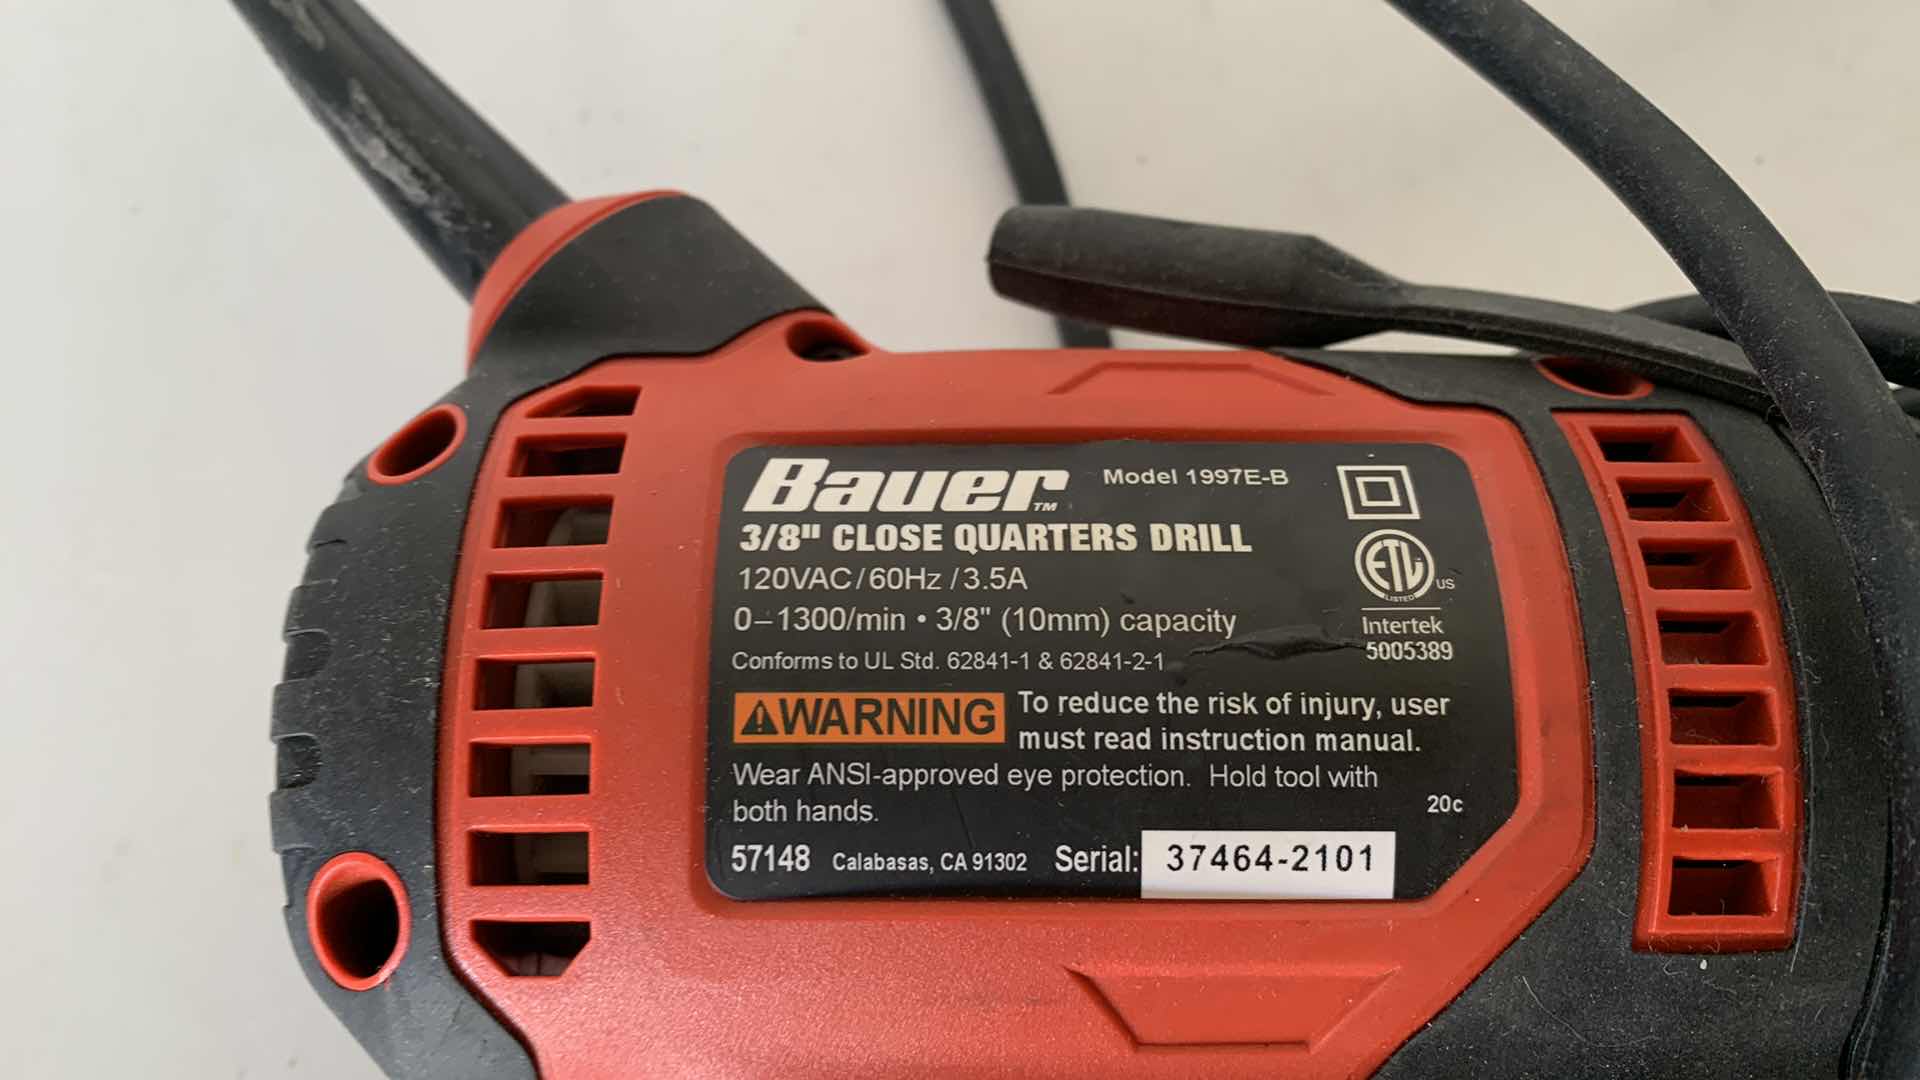 Bauer™ Model 1997E-B
3/8" CLOSE QUARTERS DRILL
120VAC/60Hz/3.5A
0–1300/min • 3/8" (10mm) capacity
Conforms to UL Std. 62841-1 & 62841-2-1
ETL US
LISTED
Intertek
5005389
⚠WARNING To reduce the risk of injury, user
must read instruction manual.
Wear ANSI-approved eye protection. Hold tool with
both hands.
20c
57148 Calabasas, CA 91302 Serial: 37464-2101